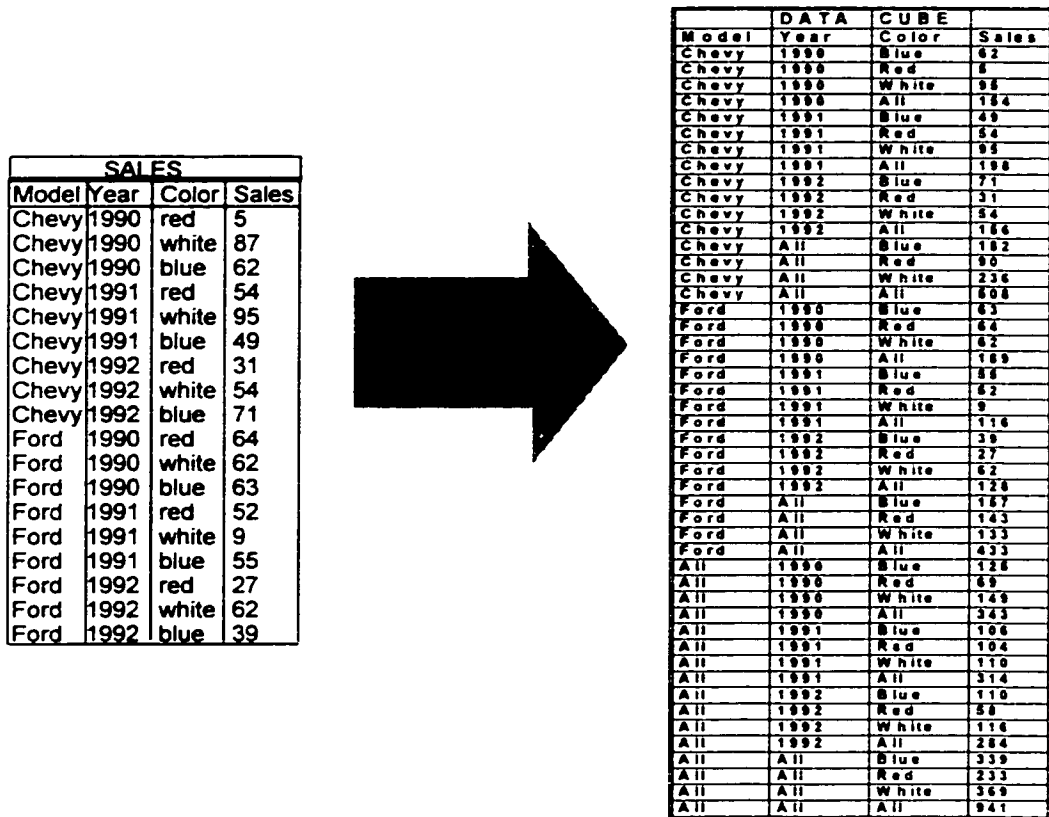 SALES
Model Year Color Sales
Chevy 1990 red 5
Chevy 1990 white 87
Chevy 1990 blue 62
Chevy 1991 red 54
Chevy 1991 white 95
Chevy 1991 blue 49
Chevy 1992 red 31
Chevy 1992 white 54
Chevy 1992 blue 71
Ford 1990 red 64
Ford 1990 white 62
Ford 1990 blue 63
Ford 1991 red 52
Ford 1991 white 9
Ford 1991 blue 55
Ford 1992 red 27
Ford 1992 white 62
Ford 1992 blue 39
DATA CUBE
Model Year Color Sales
Chevy 1990 Blue 62
Chevy 1990 Red 5
Chevy 1990 White 95
Chevy 1990 All 154
Chevy 1991 Blue 49
Chevy 1991 Red 54
Chevy 1991 White 95
Chevy 1991 All 198
Chevy 1992 Blue 71
Chevy 1992 Red 31
Chevy 1992 White 54
Chevy 1992 All 156
Chevy All Blue 182
Chevy All Red 90
Chevy All White 236
Chevy All All 508
Ford 1990 Blue 63
Ford 1990 Red 64
Ford 1990 White 62
Ford 1990 All 189
Ford 1991 Blue 55
Ford 1991 Red 52
Ford 1991 White 9
Ford 1991 All 116
Ford 1992 Blue 39
Ford 1992 Red 27
Ford 1992 White 62
Ford 1992 All 128
Ford All Blue 157
Ford All Red 143
Ford All White 133
Ford All All 433
All 1990 Blue 125
All 1990 Red 69
All 1990 White 149
All 1990 All 343
All 1991 Blue 106
All 1991 Red 104
All 1991 White 110
All 1991 All 314
All 1992 Blue 110
All 1992 Red 58
All 1992 White 116
All 1992 All 284
All All Blue 339
All All Red 233
All All White 369
All All All 941